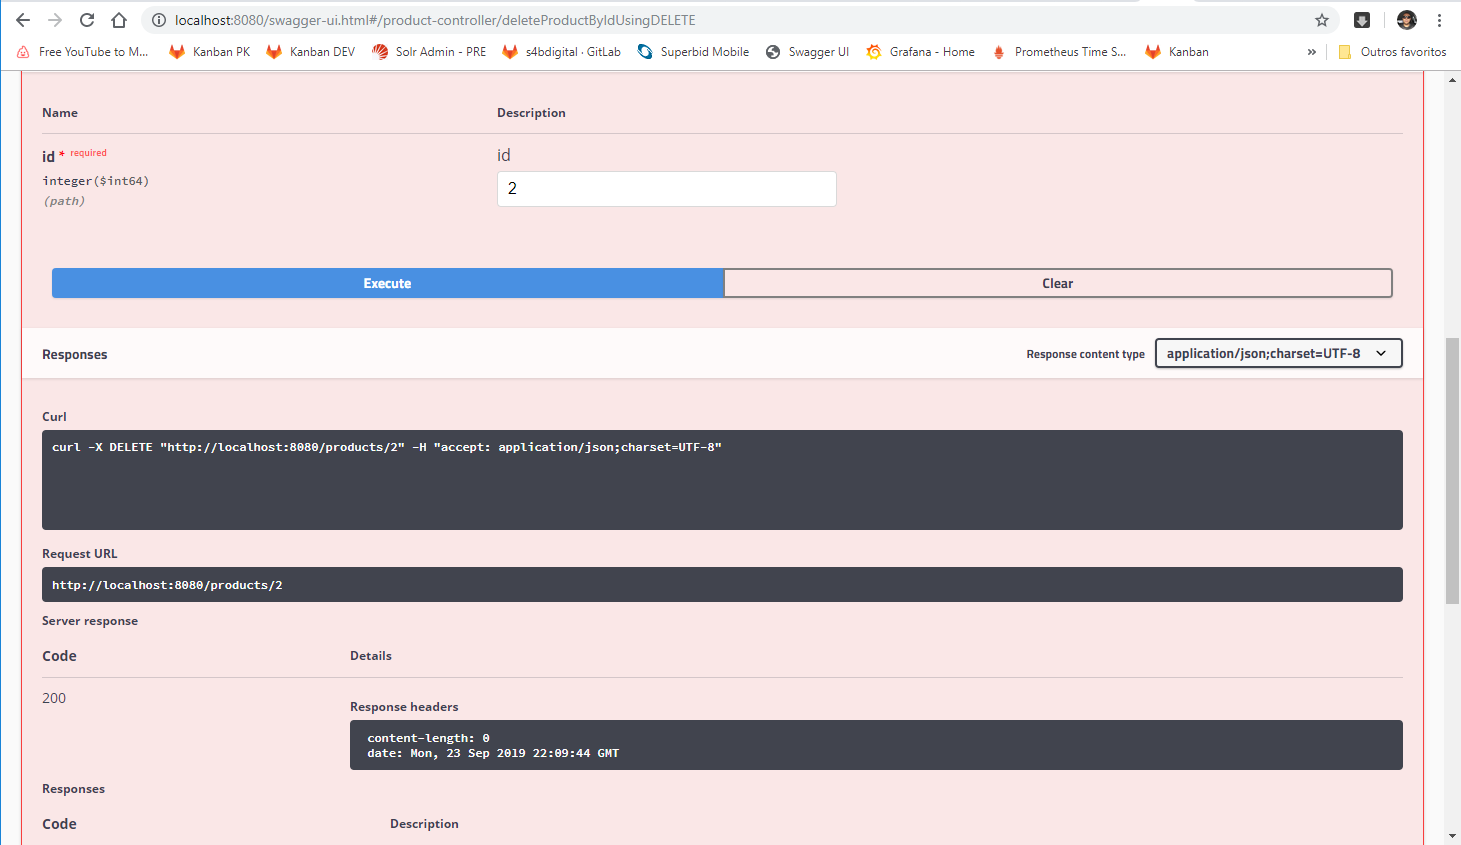 localhost:8080/swagger-ui.html#/product-controller/deleteProductByIdUsingDELETE
Free YouTube to M... Kanban PK Kanban DEV Solr Admin - PRE s4bdigital · GitLab Superbid Mobile Swagger UI Grafana - Home Prometheus Time S... Kanban » Outros favoritos
Name Description
id * required id
integer($int64) 2
(path)
Execute Clear
Responses Response content type application/json;charset=UTF-8
Curl
curl -X DELETE "http://localhost:8080/products/2" -H "accept: application/json;charset=UTF-8"
Request URL
http://localhost:8080/products/2
Server response
Code Details
200
Response headers
content-length: 0
date: Mon, 23 Sep 2019 22:09:44 GMT
Responses
Code Description